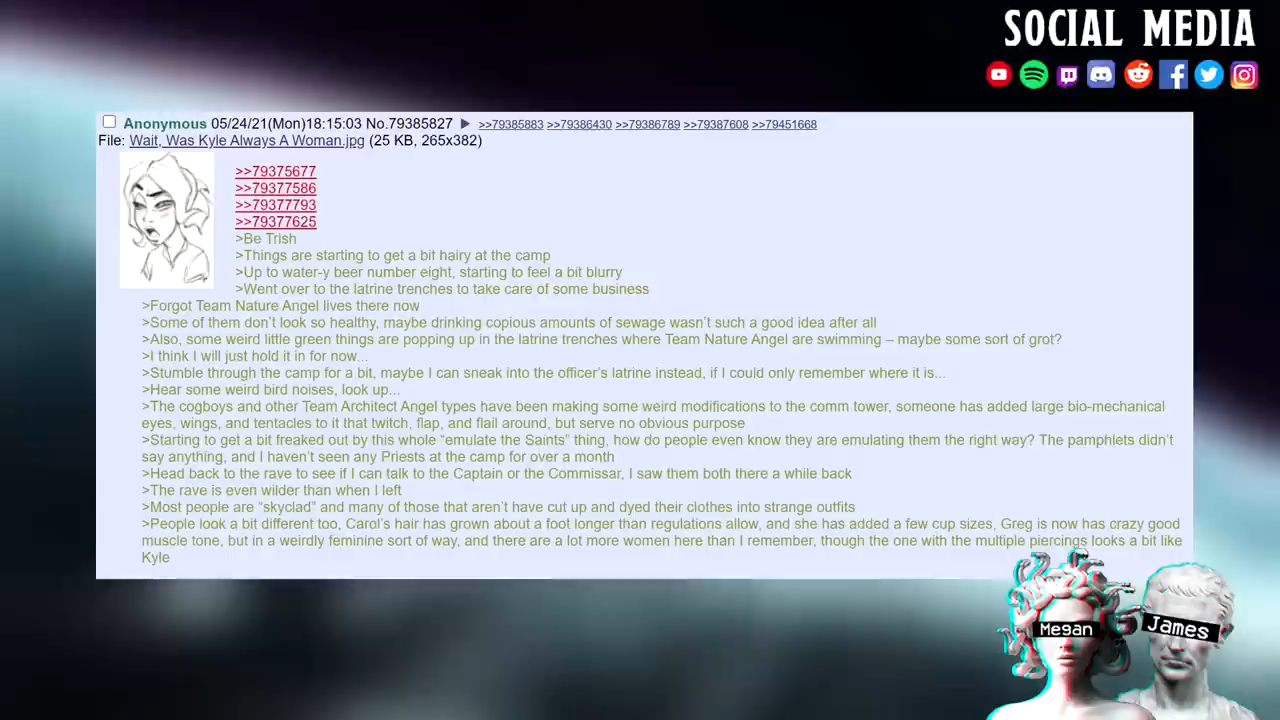 SOCIAL MEDIA
Anonymous 05/24/21(Mon)18:15:03 No.79385827 ▶ >>79385883 >>79386430 >>79386789 >>79387608 >>79451668
File: Wait, Was Kyle Always A Woman.jpg (25 KB, 265x382)
>>79375677
>>79377586
>>79377793
>>79377625
>Be Trish
>Things are starting to get a bit hairy at the camp
>Up to water-y beer number eight, starting to feel a bit blurry
>Went over to the latrine trenches to take care of some business
>Forgot Team Nature Angel lives there now
>Some of them don't look so healthy, maybe drinking copious amounts of sewage wasn't such a good idea after all
>Also, some weird little green things are popping up in the latrine trenches where Team Nature Angel are swimming – maybe some sort of grot?
>I think I will just hold it in for now...
>Stumble through the camp for a bit, maybe I can sneak into the officer's latrine instead, if I could only remember where it is...
>Hear some weird bird noises, look up...
>The cogboys and other Team Architect Angel types have been making some weird modifications to the comm tower, someone has added large bio-mechanical
eyes, wings, and tentacles to it that twitch, flap, and flail around, but serve no obvious purpose
>Starting to get a bit freaked out by this whole “emulate the Saints” thing, how do people even know they are emulating them the right way? The pamphlets didn't
say anything, and I haven't seen any Priests at the camp for over a month
>Head back to the rave to see if I can talk to the Captain or the Commissar, I saw them both there a while back
>The rave is even wilder than when I left
>Most people are “skyclad” and many of those that aren't have cut up and dyed their clothes into strange outfits
>People look a bit different too, Carol's hair has grown about a foot longer than regulations allow, and she has added a few cup sizes, Greg is now has crazy good
muscle tone, but in a weirdly feminine sort of way, and there are a lot more women here than I remember, though the one with the multiple piercings looks a bit like
Kyle
Megan
James